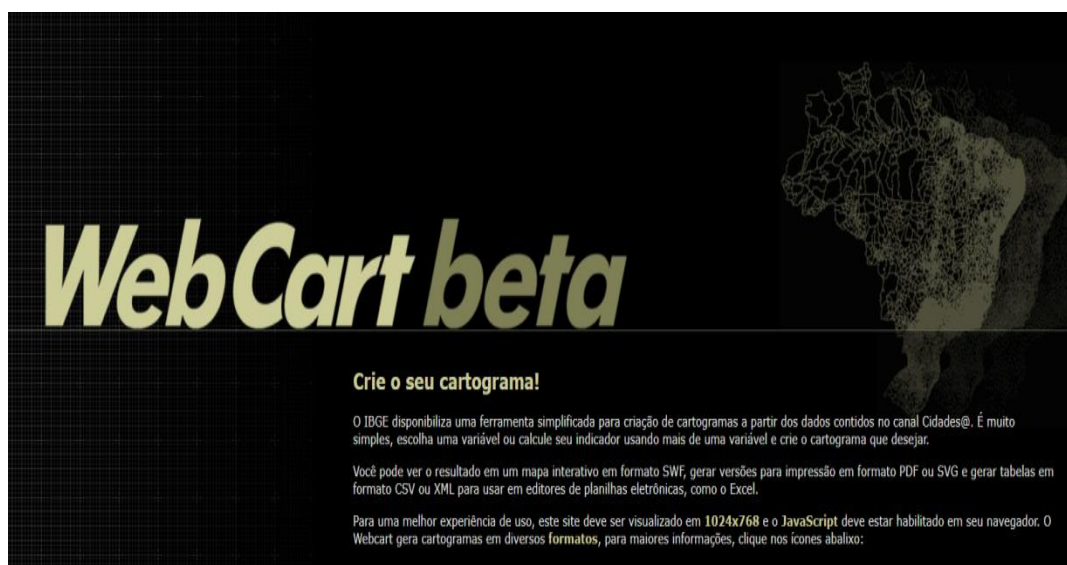 WebCart beta
Crie o seu cartograma!
O IBGE disponibiliza uma ferramenta simplificada para criação de cartogramas a partir dos dados contidos no canal Cidades@. É muito
simples, escolha uma variável ou calcule seu indicador usando mais de uma variável e crie o cartograma que desejar.
Você pode ver o resultado em um mapa interativo em formato SWF, gerar versões para impressão em formato PDF ou SVG e gerar tabelas em
formato CSV ou XML para usar em editores de planilhas eletrônicas, como o Excel.
Para uma melhor experiência de uso, este site deve ser visualizado em 1024x768 e o JavaScript deve estar habilitado em seu navegador. O
Webcart gera cartogramas em diversos formatos, para maiores informações, clique nos ícones abalixo: